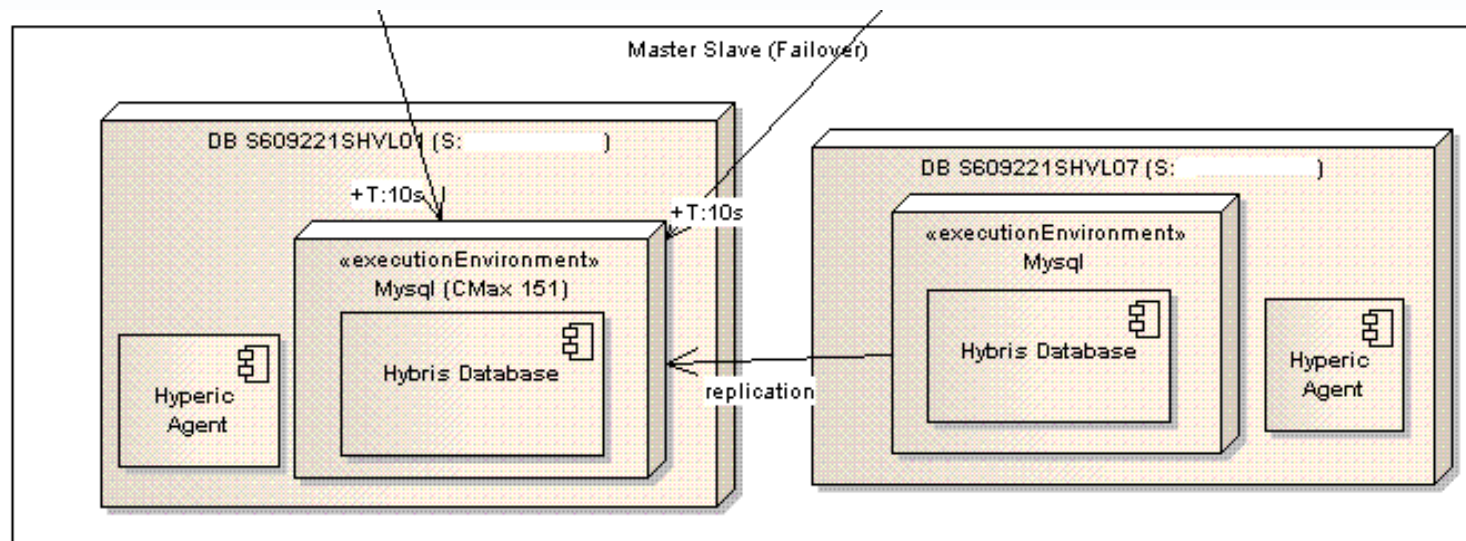 Master Slave (Failover)
DB S609221SHVL01 (S: )
DB S609221SHVL07 (S: )
+T:10s
+T:10s
«executionEnvironment»
Mysql (CMax 151)
«executionEnvironment»
Mysql
Hybris Database
Hybris Database
Hyperic
Agent
Hyperic
Agent
replication